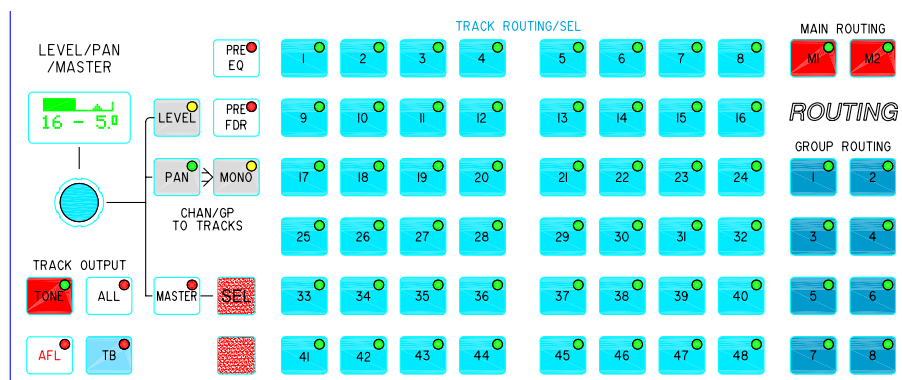 TRACK ROUTING/SEL
MAIN ROUTING
LEVEL/PAN
/MASTER
PRE
EQ
1 2 3 4 5 6 7 8
M1 M2
16 - 5.0
LEVEL
PRE
FDR
9 10 11 12 13 14 15 16
ROUTING
GROUP ROUTING
PAN MONO
17 18 19 20 21 22 23 24
1 2
CHAN/GP
TO TRACKS
25 26 27 28 29 30 31 32
3 4
TRACK OUTPUT
TONE ALL MASTER SEL
33 34 35 36 37 38 39 40
5 6
AFL TB
41 42 43 44 45 46 47 48
7 8